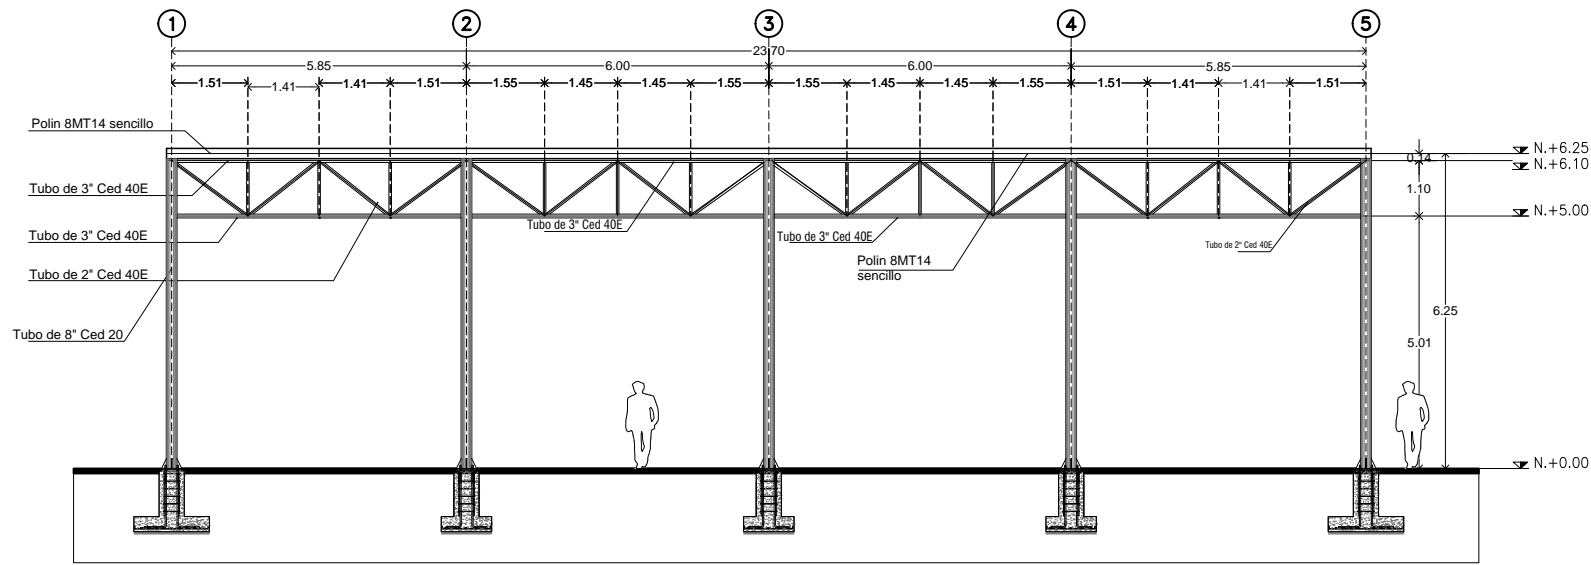 1 2 3 4 5
23.70
5.85 6.00 6.00 5.85
1.51 1.41 1.41 1.51 1.55 1.45 1.45 1.55 1.55 1.45 1.45 1.55 1.51 1.41 1.41 1.51
Polin 8MT14 sencillo
N.+6.25
0.14
N.+6.10
Tubo de 3" Ced 40E
1.10
N.+5.00
Tubo de 3" Ced 40E
Tubo de 3" Ced 40E
Tubo de 3" Ced 40E
Tubo de 2" Ced 40E
Polin 8MT14
sencillo
Tubo de 2" Ced 40E
6.25
Tubo de 8" Ced 20
5.01
N.+0.00